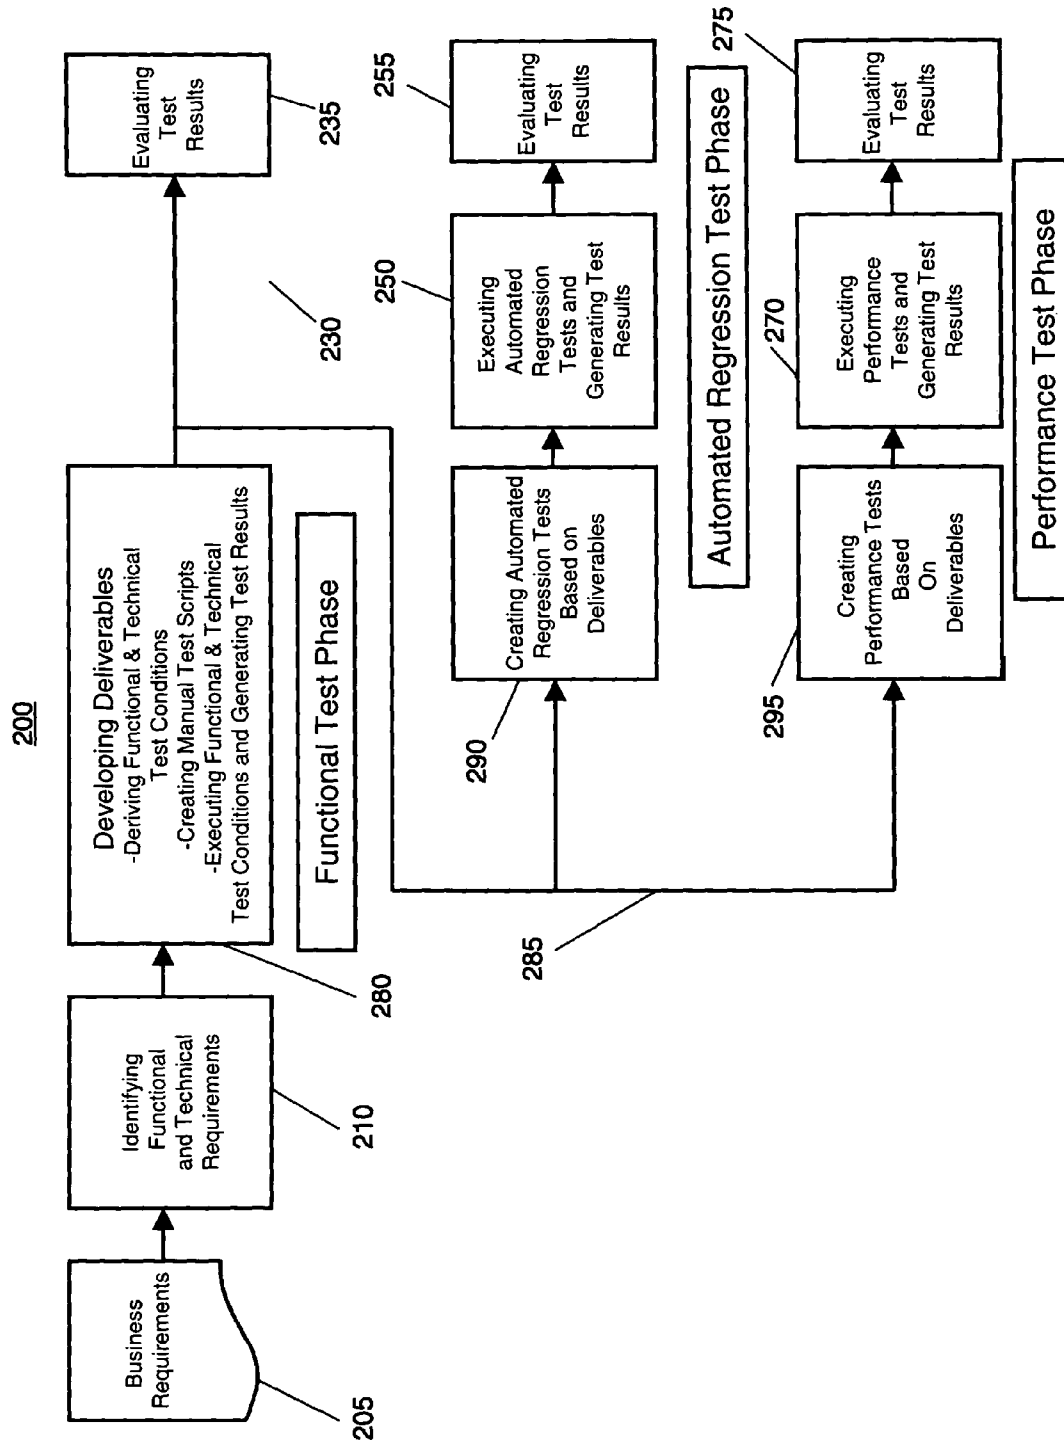 200
Business
Requirements
205
Identifying
Functional
and Technical
Requirements
210
Developing Deliverables
-Deriving Functional & Technical
Test Conditions
-Creating Manual Test Scripts
-Executing Functional & Technical
Test Conditions and Generating Test Results
280
Functional Test Phase
230
Evaluating
Test
Results
235
285
290
Creating Automated
Regression Tests
Based on
Deliverables
Executing
Automated
Regression
Tests and
Generating Test
Results
250
Evaluating
Test
Results
255
Automated Regression Test Phase
295
Creating
Performance Tests
Based
On
Deliverables
Executing
Performance
Tests and
Generating Test
Results
270
Evaluating
Test
Results
275
Performance Test Phase